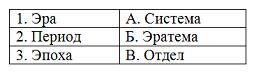 1. Эра А. Система
2. Период Б. Эратема
3. Эпоха В. Отдел